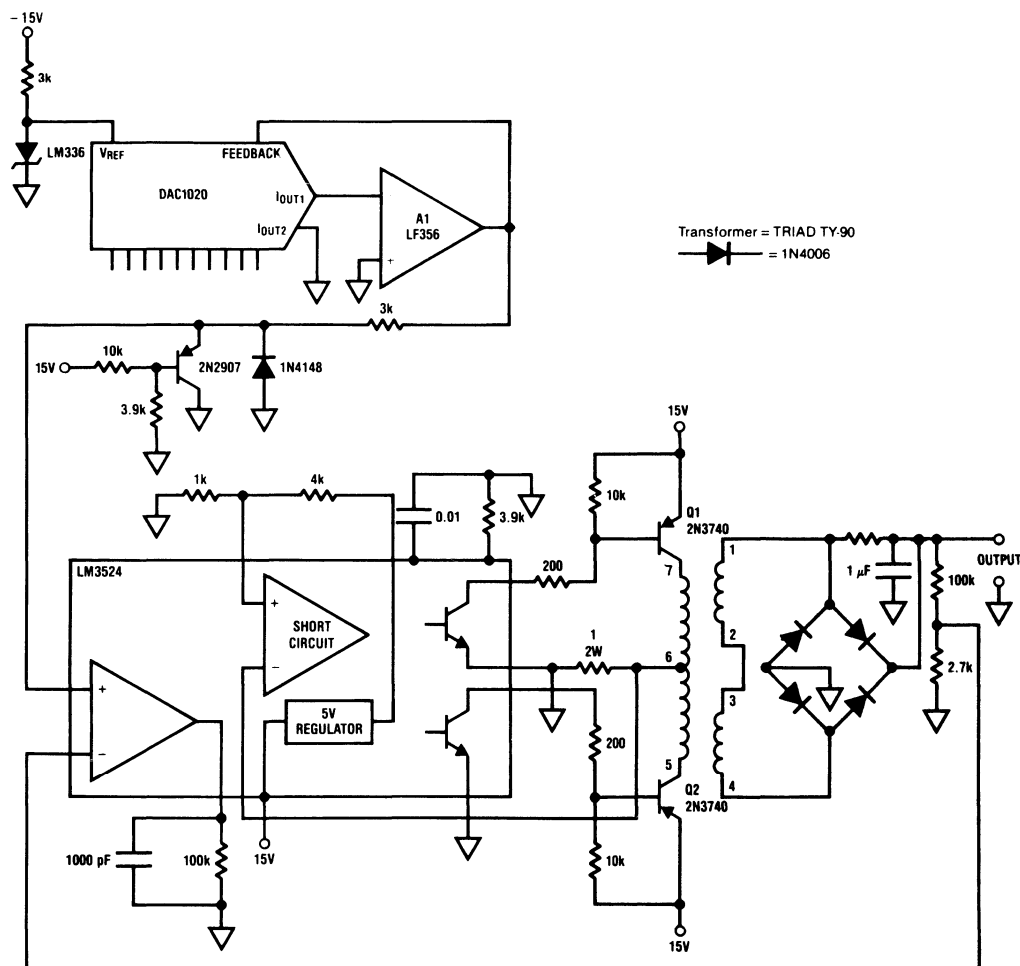 – 15V
3k
LM336
VREF
FEEDBACK
DAC1020
IOUT1
IOUT2
A1
LF356
+
Transformer = TRIAD TY-90
= 1N4006
3k
15V
10k
2N2907
1N4148
3.9k
1k
4k
0.01
3.9k
15V
10k
Q1
2N3740
LM3524
+
SHORT
CIRCUIT
–
200
7
1
1 µF
OUTPUT
100k
1
2W
6
2
2.7k
+
–
5V
REGULATOR
200
3
5
4
Q2
2N3740
1000 pF
100k
15V
10k
15V